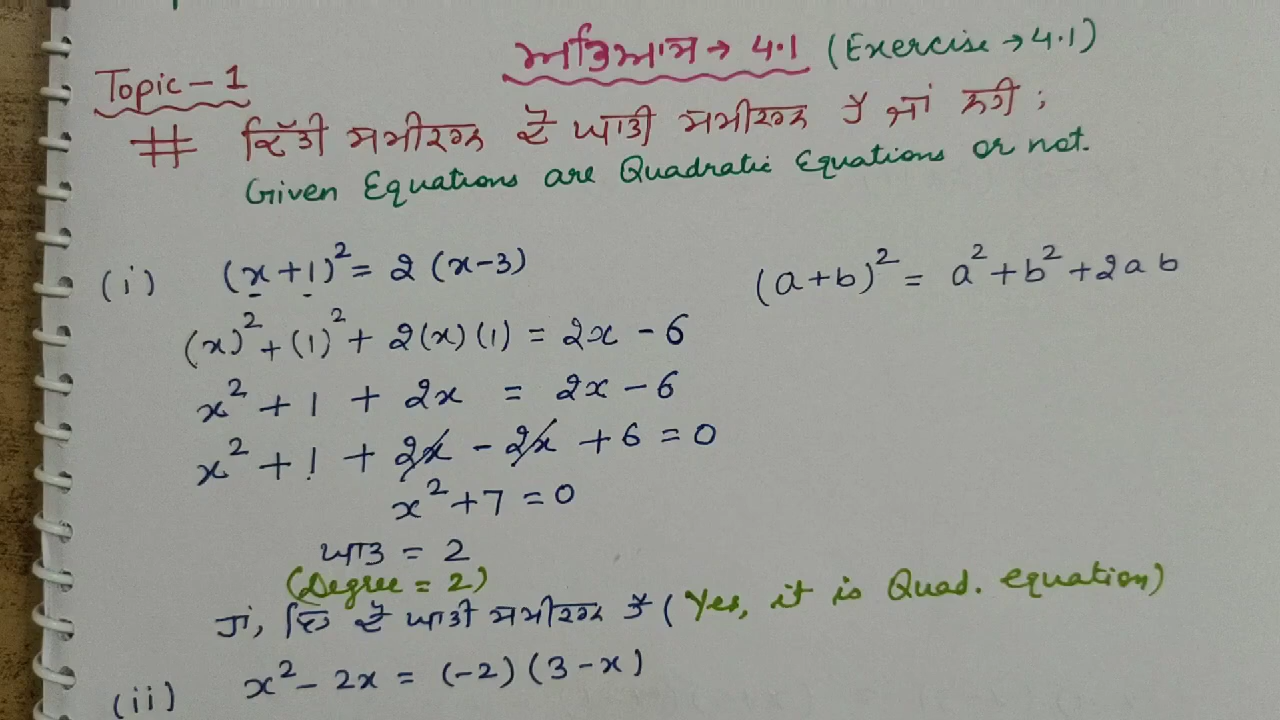 ਅਭਿਆਸ → 4.1 (Exercise → 4.1)
Topic - 1
# ਦਿੱਤੀ ਸਮੀਕਰਨ ਦੋ ਘਾਤੀ ਸਮੀਕਰਨ ਹੈ ਜਾਂ ਨਹੀਂ ;
Given Equations are Quadratic Equations or not.
(i) (x+1)² = 2 (x-3)
(a+b)² = a² + b² + 2ab
(x)² + (1)² + 2(x)(1) = 2x - 6
x² + 1 + 2x = 2x - 6
x² + 1 + 2x - 2x + 6 = 0
x² + 7 = 0
ਘਾਤ = 2
(Degree = 2)
ਹਾਂ, ਇਹ ਦੋ ਘਾਤੀ ਸਮੀਕਰਨ ਹੈ (Yes, it is Quad. equation)
(ii) x² - 2x = (-2) (3 - x)